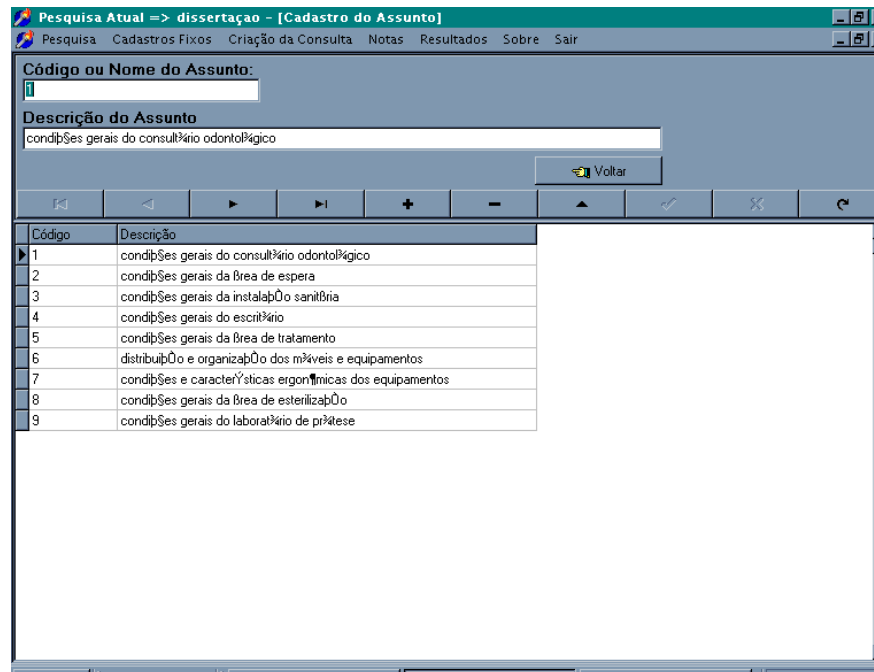 Pesquisa Atual => dissertaçao - [Cadastro do Assunto]
Pesquisa Cadastros Fixos Criação da Consulta Notas Resultados Sobre Sair
Código ou Nome do Assunto:
1
Descrição do Assunto
condiþ§es gerais do consult¾rio odontol¾gico
Voltar
Código Descrição
1 condiþ§es gerais do consult¾rio odontol¾gico
2 condiþ§es gerais da ßrea de espera
3 condiþ§es gerais da instalaþÒo sanitßria
4 condiþ§es gerais do escrit¾rio
5 condiþ§es gerais da ßrea de tratamento
6 distribuiþÒo e organizaþÒo dos m¾veis e equipamentos
7 condiþ§es e caracterÝsticas ergon¶micas dos equipamentos
8 condiþ§es gerais da ßrea de esterilizaþÒo
9 condiþ§es gerais do laborat¾rio de pr¾tese